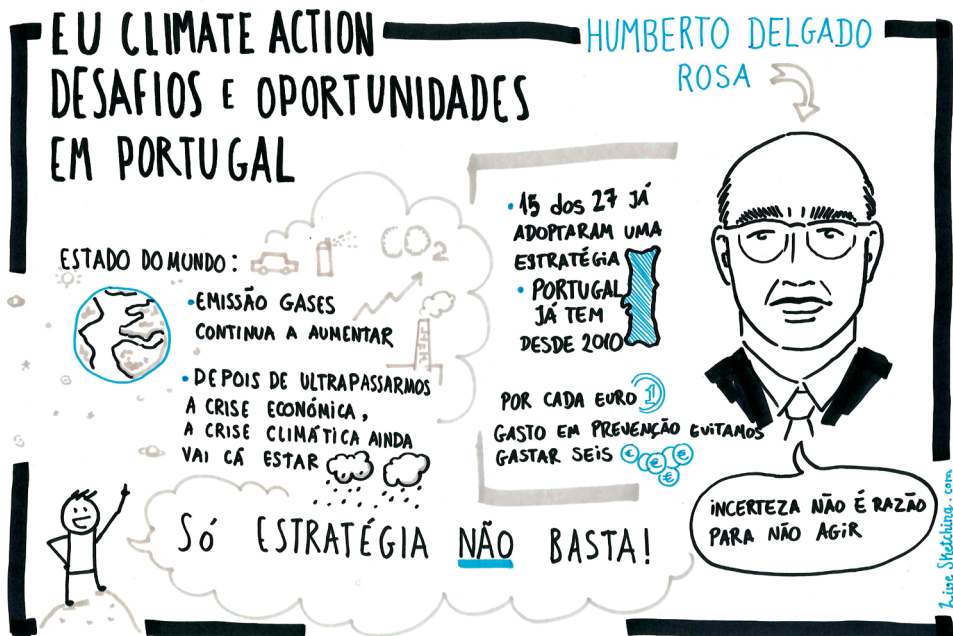 EU CLIMATE ACTION
DESAFIOS E OPORTUNIDADES
EM PORTUGAL
HUMBERTO DELGADO
ROSA
ESTADO DO MUNDO:
CO2
• EMISSÃO GASES
CONTINUA A AUMENTAR
• DEPOIS DE ULTRAPASSARMOS
A CRISE ECONÓMICA,
A CRISE CLIMÁTICA AINDA
VAI CÁ ESTAR
• 15 dos 27 JÁ
ADOPTARAM UMA
ESTRATÉGIA
• PORTUGAL
JÁ TEM
DESDE 2010
POR CADA EURO 1
GASTO EM PREVENÇÃO EVITAMOS
GASTAR SEIS € € € € € €
INCERTEZA NÃO É RAZÃO
PARA NÃO AGIR
SÓ ESTRATÉGIA NÃO BASTA!
Live Sketching.com